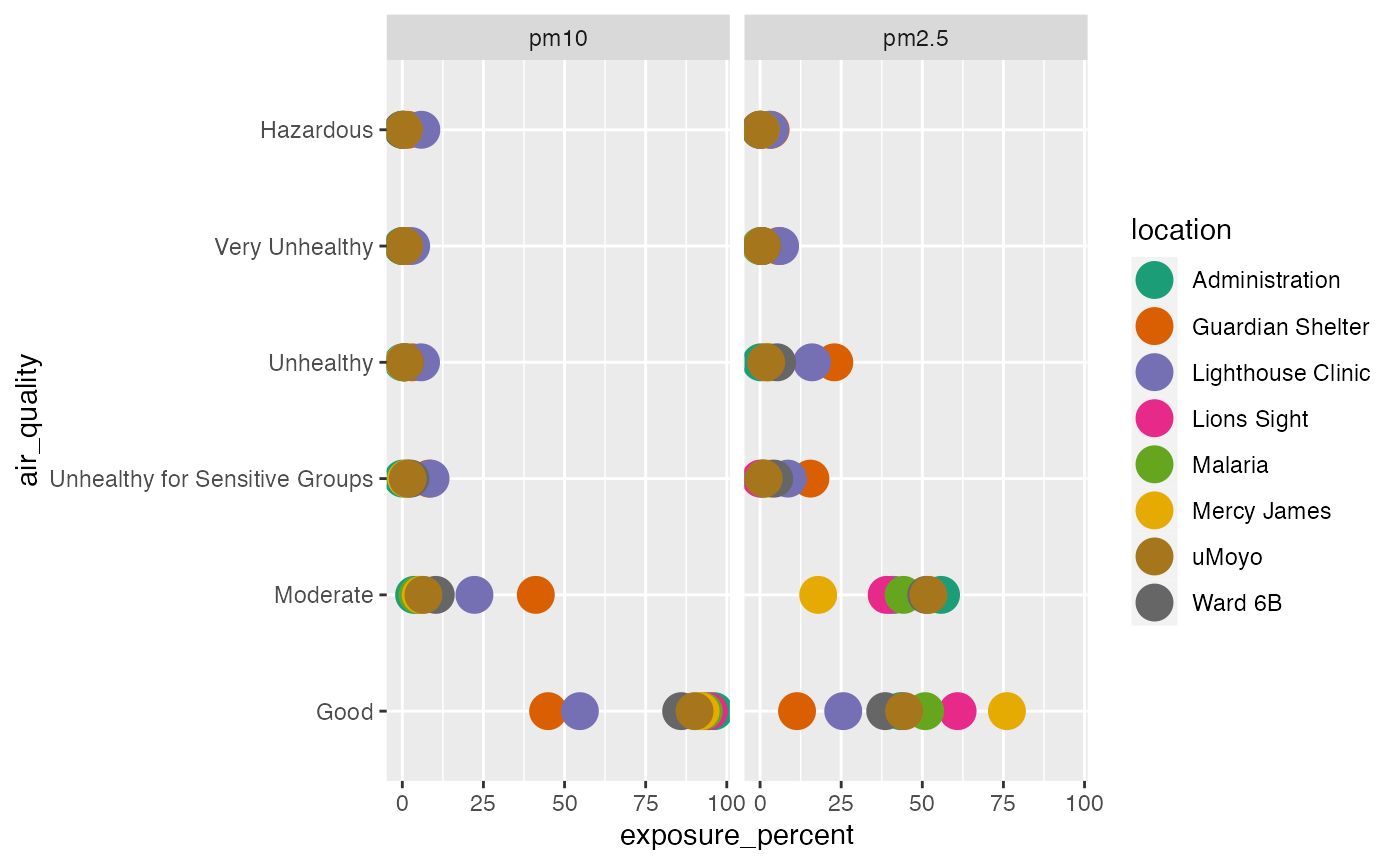 pm10
pm2.5
Hazardous
Very Unhealthy
Unhealthy
Unhealthy for Sensitive Groups
Moderate
Good
air_quality
0 25 50 75 100
0 25 50 75 100
exposure_percent
location
Administration
Guardian Shelter
Lighthouse Clinic
Lions Sight
Malaria
Mercy James
uMoyo
Ward 6B